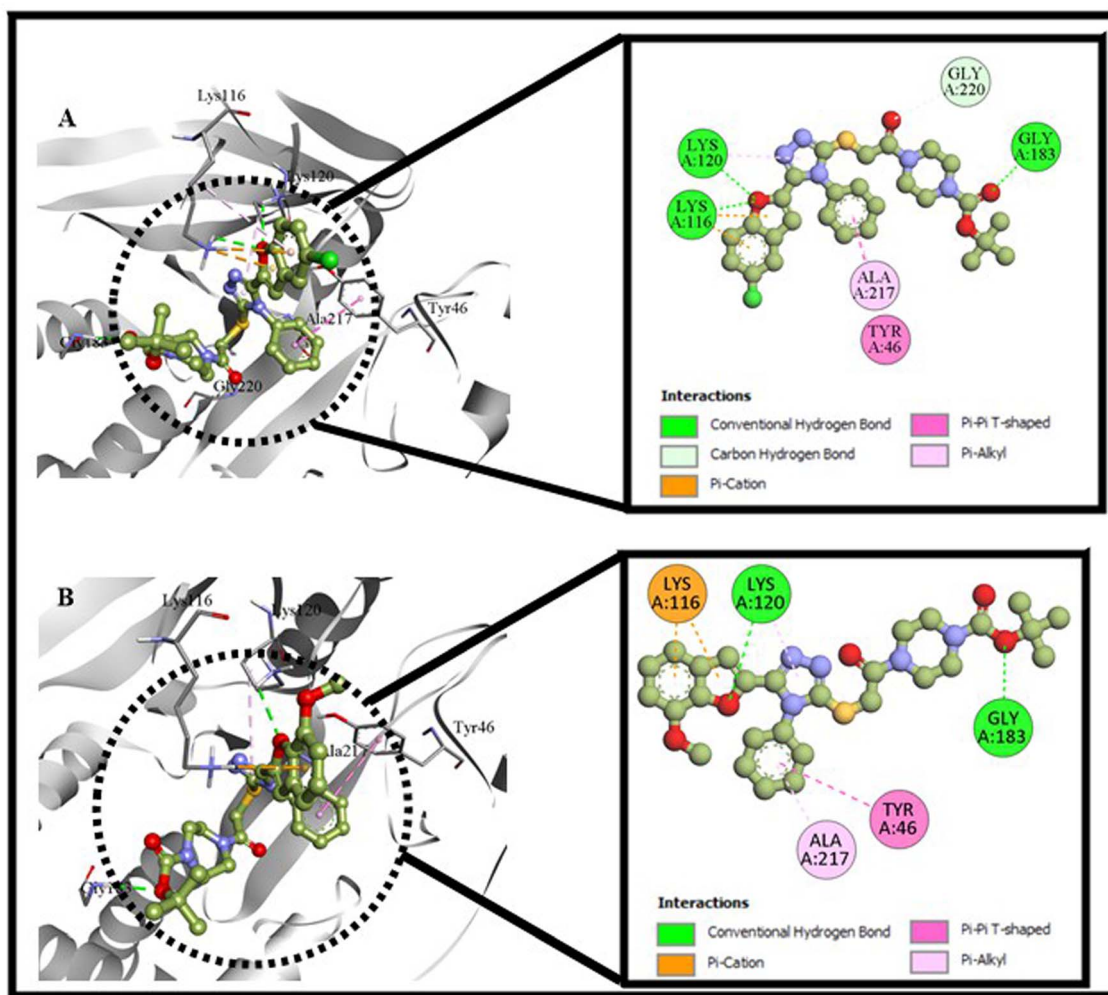 A
Lys116
Lys120
Tyr46
Ala217
Gly220
GLY
A:220
LYS
A:120
GLY
A:183
LYS
A:116
ALA
A:217
TYR
A:46
Interactions
Conventional Hydrogen Bond
Carbon Hydrogen Bond
Pi-Cation
Pi-Pi T-shaped
Pi-Alkyl
B
Lys116
Lys120
Tyr46
LYS
A:116
LYS
A:120
GLY
A:183
TYR
A:46
ALA
A:217
Interactions
Conventional Hydrogen Bond
Pi-Cation
Pi-Pi T-shaped
Pi-Alkyl